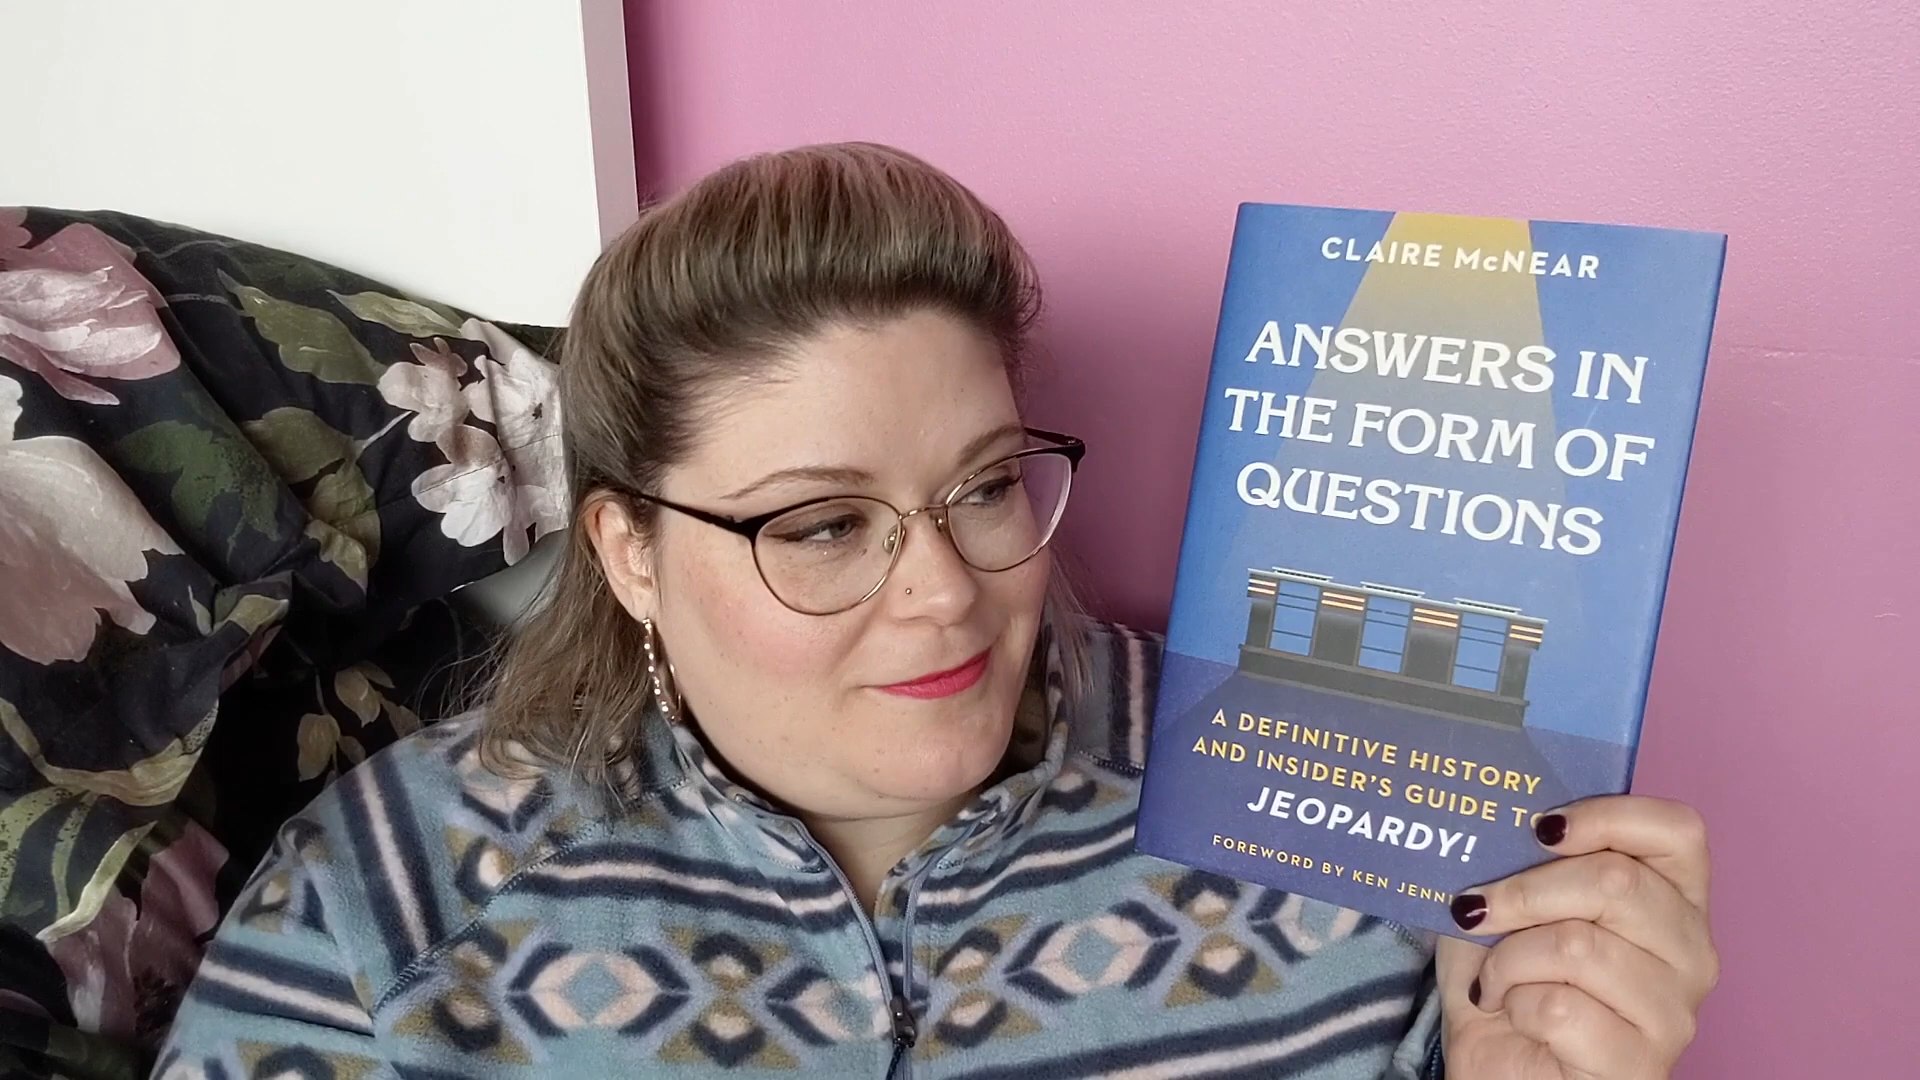 CLAIRE McNEAR
ANSWERS IN
THE FORM OF
QUESTIONS
A DEFINITIVE HISTORY
AND INSIDER'S GUIDE TO
JEOPARDY!
FOREWORD BY KEN